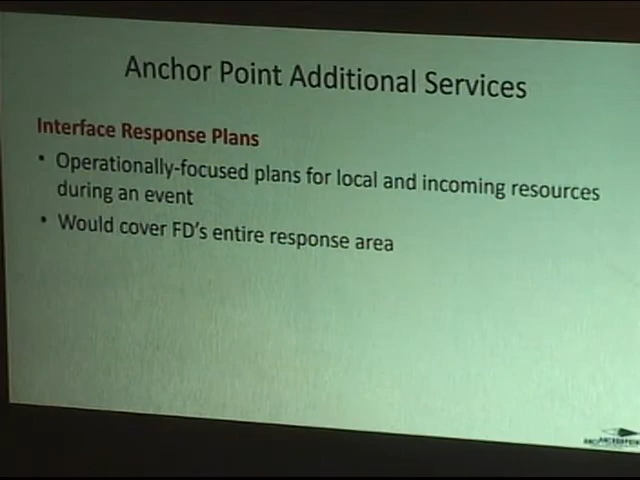 Anchor Point Additional Services
Interface Response Plans
• Operationally-focused plans for local and incoming resources
during an event
• Would cover FD's entire response area